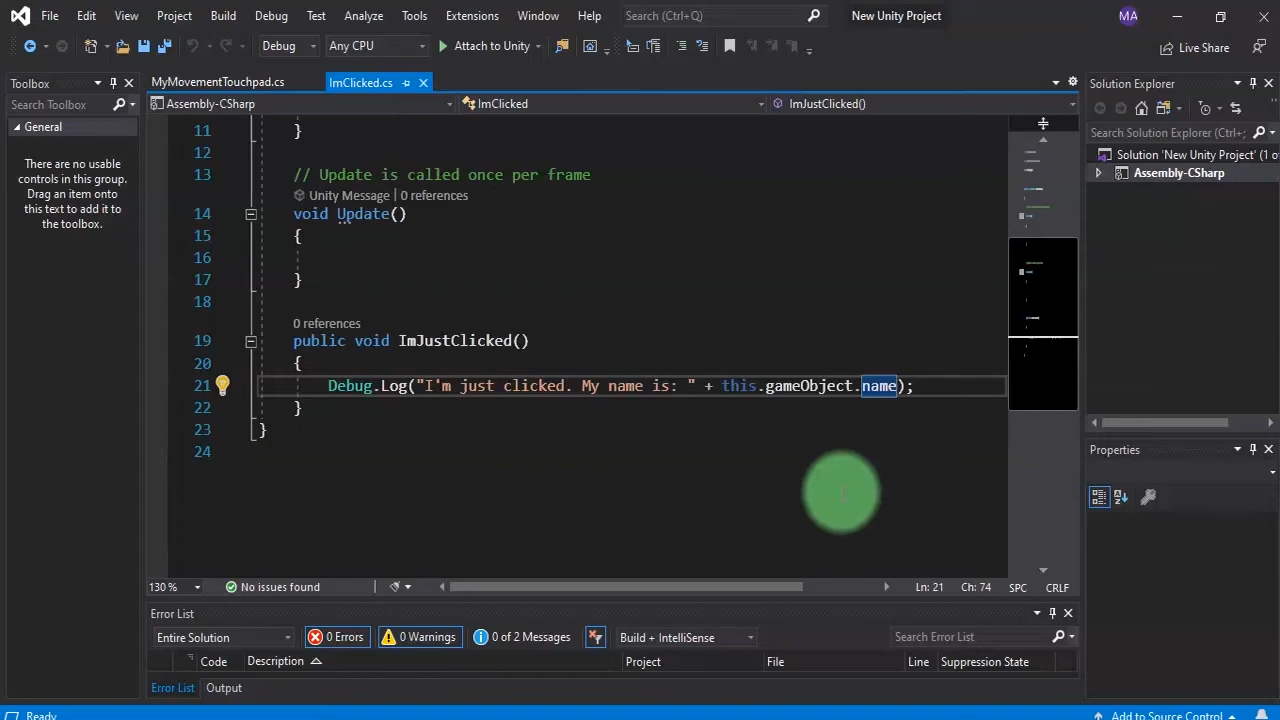 File Edit View Project Build Debug Test Analyze Tools Extensions Window Help Search (Ctrl+Q) New Unity Project MA
Debug Any CPU Attach to Unity Live Share
Toolbox
Search Toolbox
General
There are no usable
controls in this group.
Drag an item onto
this text to add it to
the toolbox.
MyMovementTouchpad.cs ImClicked.cs
Assembly-CSharp ImClicked ImJustClicked()
11 }
12
13 // Update is called once per frame
Unity Message | 0 references
14 void Update()
15 {
16
17 }
18
0 references
19 public void ImJustClicked()
20 {
21 Debug.Log("I'm just clicked. My name is: " + this.gameObject.name);
22 }
23 }
24
130 % No issues found Ln: 21 Ch: 74 SPC CRLF
Error List
Entire Solution 0 Errors 0 Warnings 0 of 2 Messages Build + IntelliSense Search Error List
Code Description Project File Line Suppression State
Error List Output
Solution Explorer
Search Solution Explorer (Ctrl+;
Solution 'New Unity Project' (1 o
Assembly-CSharp
Properties
Ready Add to Source Control